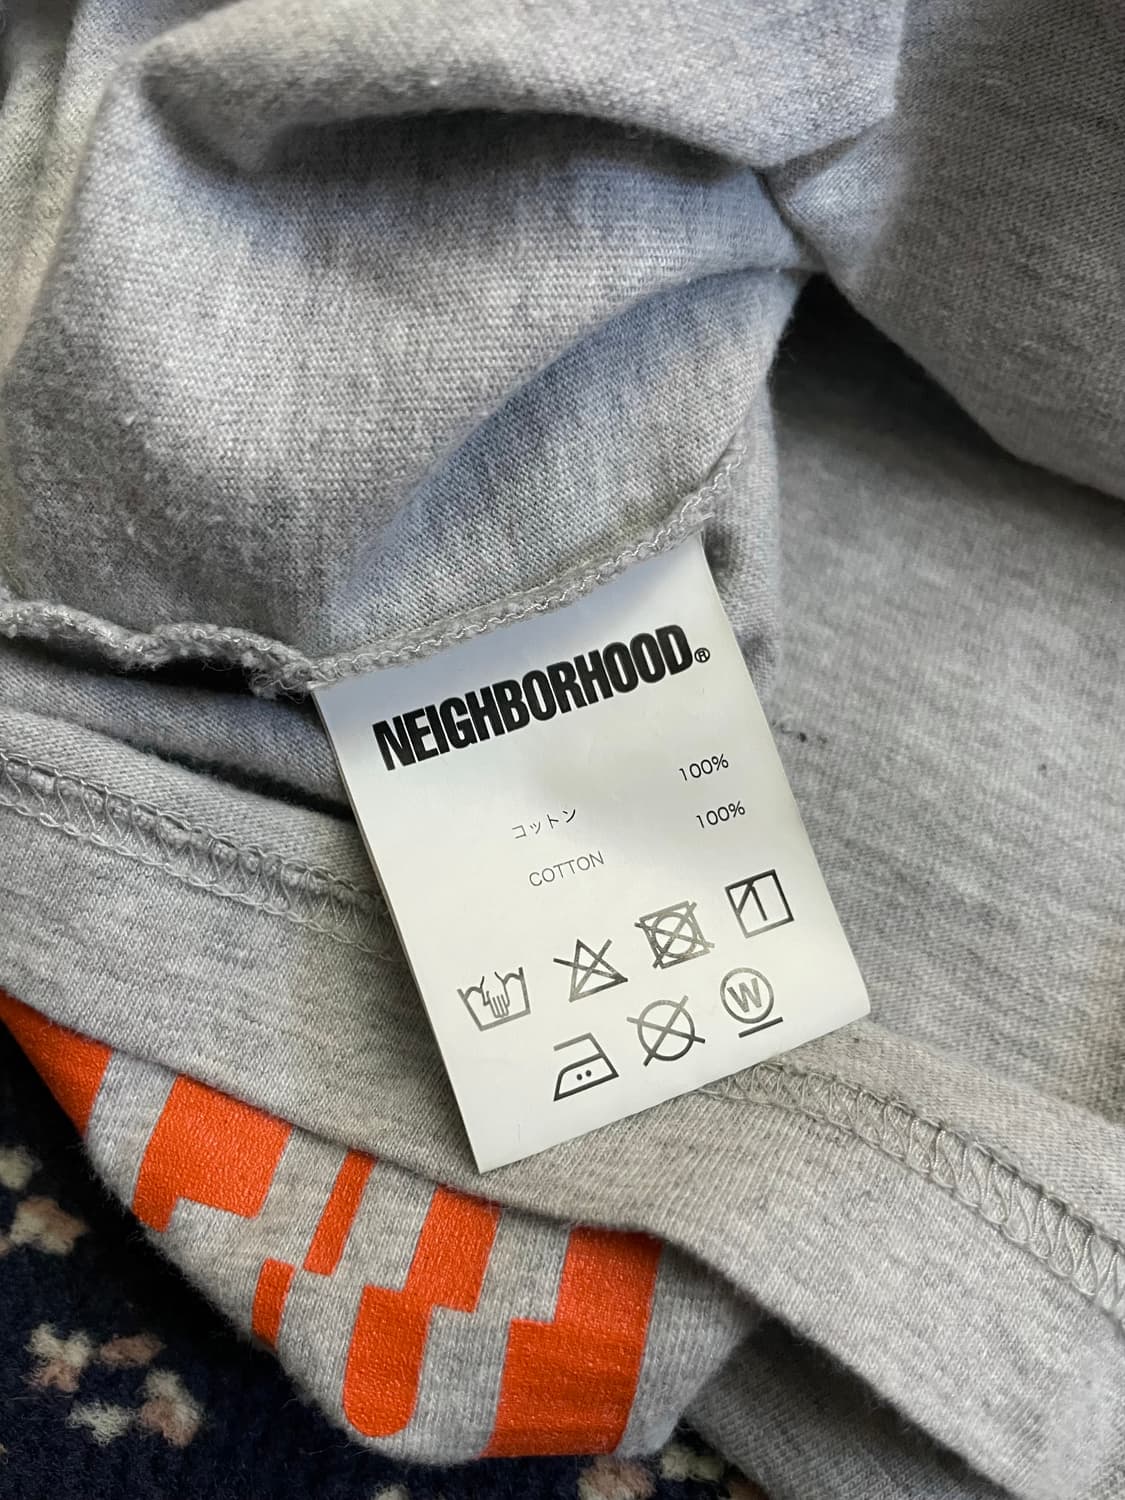 NEIGHBORHOOD®
コットン 100%
COTTON 100%
W